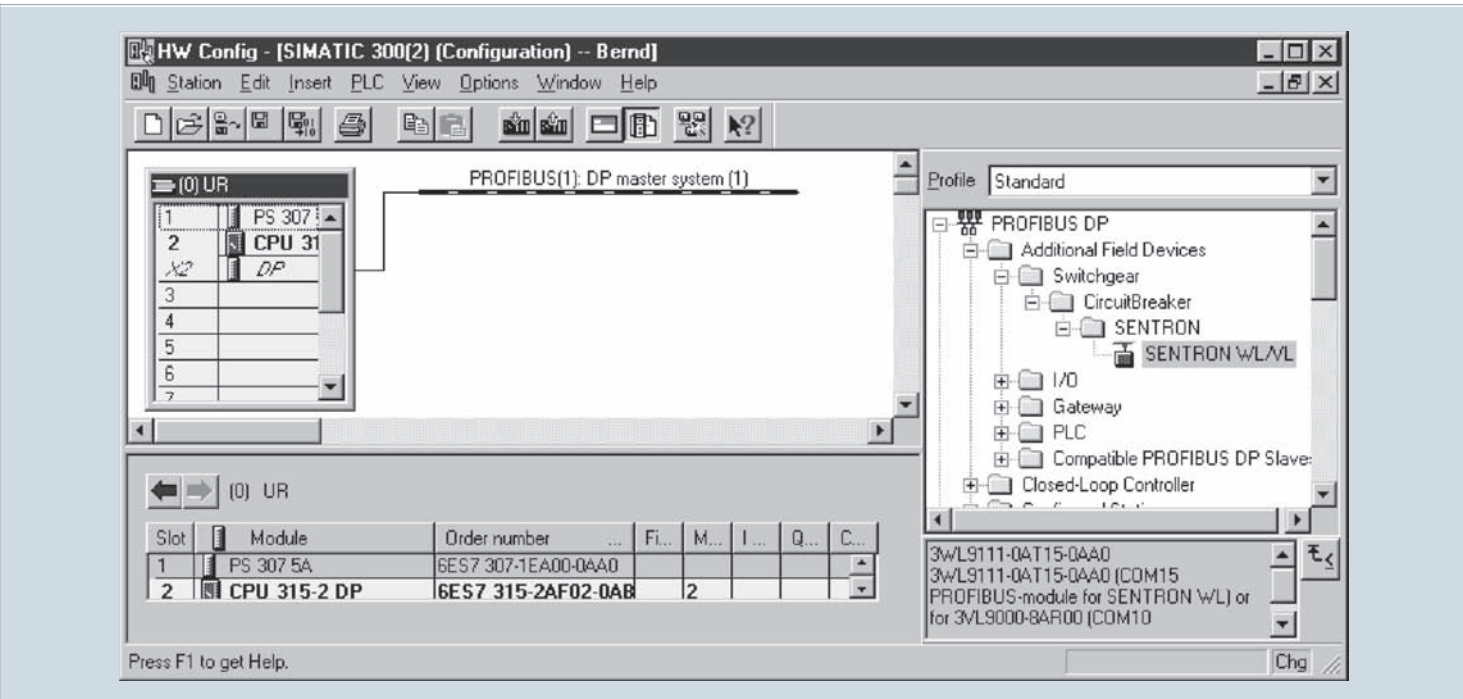 HW Config - [SIMATIC 300(2) (Configuration) -- Bernd]
Station Edit Insert PLC View Options Window Help
(0) UR
1 PS 307
2 CPU 31
X2 DP
3
4
5
6
7
PROFIBUS(1): DP master system (1)
Profile Standard
PROFIBUS DP
Additional Field Devices
Switchgear
CircuitBreaker
SENTRON
SENTRON WL/VL
I/O
Gateway
PLC
Compatible PROFIBUS DP Slave
Closed-Loop Controller
(0) UR
Slot Module Order number ... Fi... M... I ... Q... C...
1 PS 307 5A 6ES7 307-1EA00-0AA0
2 CPU 315-2 DP 6ES7 315-2AF02-0AB 2
3WL9111-0AT15-0AA0
3WL9111-0AT15-0AA0 (COM15
PROFIBUS-module for SENTRON WL) or
for 3VL9000-8AR00 (COM10
Press F1 to get Help.
Chg